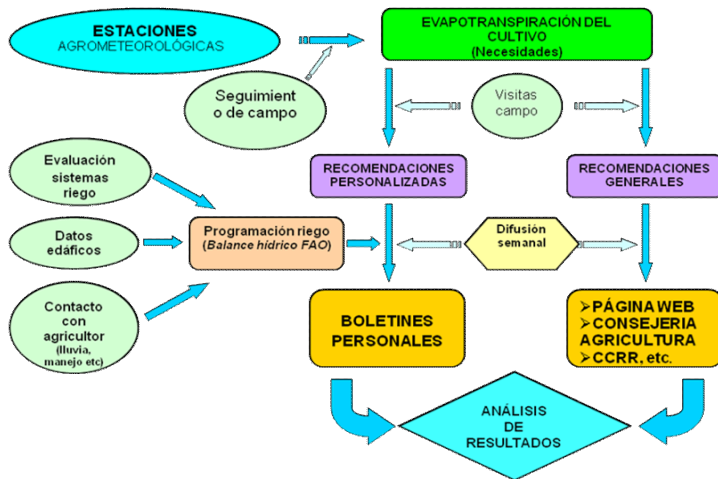 ESTACIONES
AGROMETEOROLÓGICAS
EVAPOTRANSPIRACIÓN DEL
CULTIVO
(Necesidades)
Seguimient
o de campo
Visitas
campo
Evaluación
sistemas
riego
RECOMENDACIONES
PERSONALIZADAS
RECOMENDACIONES
GENERALES
Datos
edáficos
Programación riego
(Balance hídrico FAO)
Difusión
semanal
Contacto
con
agricultor
(lluvia,
manejo etc)
BOLETINES
PERSONALES
➢PÁGINA WEB
➢CONSEJERIA
AGRICULTURA
➢CCRR, etc.
ANÁLISIS
DE
RESULTADOS